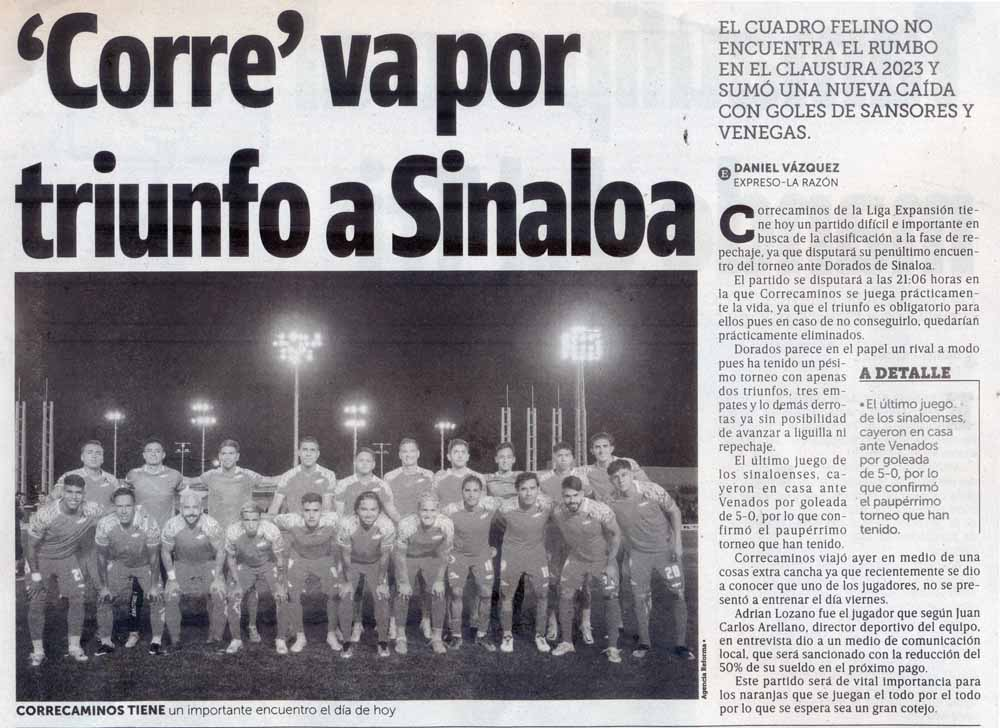 ‘Corre’ va por
triunfo a Sinaloa
EL CUADRO FELINO NO
ENCUENTRA EL RUMBO
EN EL CLAUSURA 2023 Y
SUMÓ UNA NUEVA CAÍDA
CON GOLES DE SANSORES Y
VENEGAS.
E DANIEL VÁZQUEZ
EXPRESO-LA RAZÓN
Correcaminos de la Liga Expansión tie-
ne hoy un partido difícil e importante en
busca de la clasificación a la fase de re-
pechaje, ya que disputará su penúltimo encuen-
tro del torneo ante Dorados de Sinaloa.
El partido se disputará a las 21:06 horas en
la que Correcaminos se juega prácticamen-
te la vida, ya que el triunfo es obligatorio para
ellos pues en caso de no conseguirlo, quedarían
prácticamente eliminados.
Dorados parece en el papel un rival a modo
pues ha tenido un pési-
mo torneo con apenas
dos triunfos, tres em-
pates y lo demás derro-
tas ya sin posibilidad
de avanzar a liguilla ni
repechaje.
El último juego de
los sinaloenses, ca-
yeron en casa ante
Venados por goleada
de 5-0, por lo que con-
firmó el paupérrimo
torneo que han tenido.
A DETALLE
• El último juego
de los sinaloenses,
cayeron en casa
ante Venados
por goleada
de 5-0, por lo
que confirmó
el paupérrimo
torneo que han
tenido.
Correcaminos viajó ayer en medio de una
cosas extra cancha ya que recientemente se dio
a conocer que uno de los jugadores, no se pre-
sentó a entrenar el día viernes.
Adrian Lozano fue el jugador que según Juan
Carlos Arellano, director deportivo del equipo,
en entrevista dio a un medio de comunicación
local, que será sancionado con la reducción del
50% de su sueldo en el próximo pago.
Este partido será de vital importancia para
los naranjas que se juegan el todo por el todo
por lo que se espera sea un gran cotejo.
Agencia Reforma •
CORRECAMINOS TIENE un importante encuentro el día de hoy